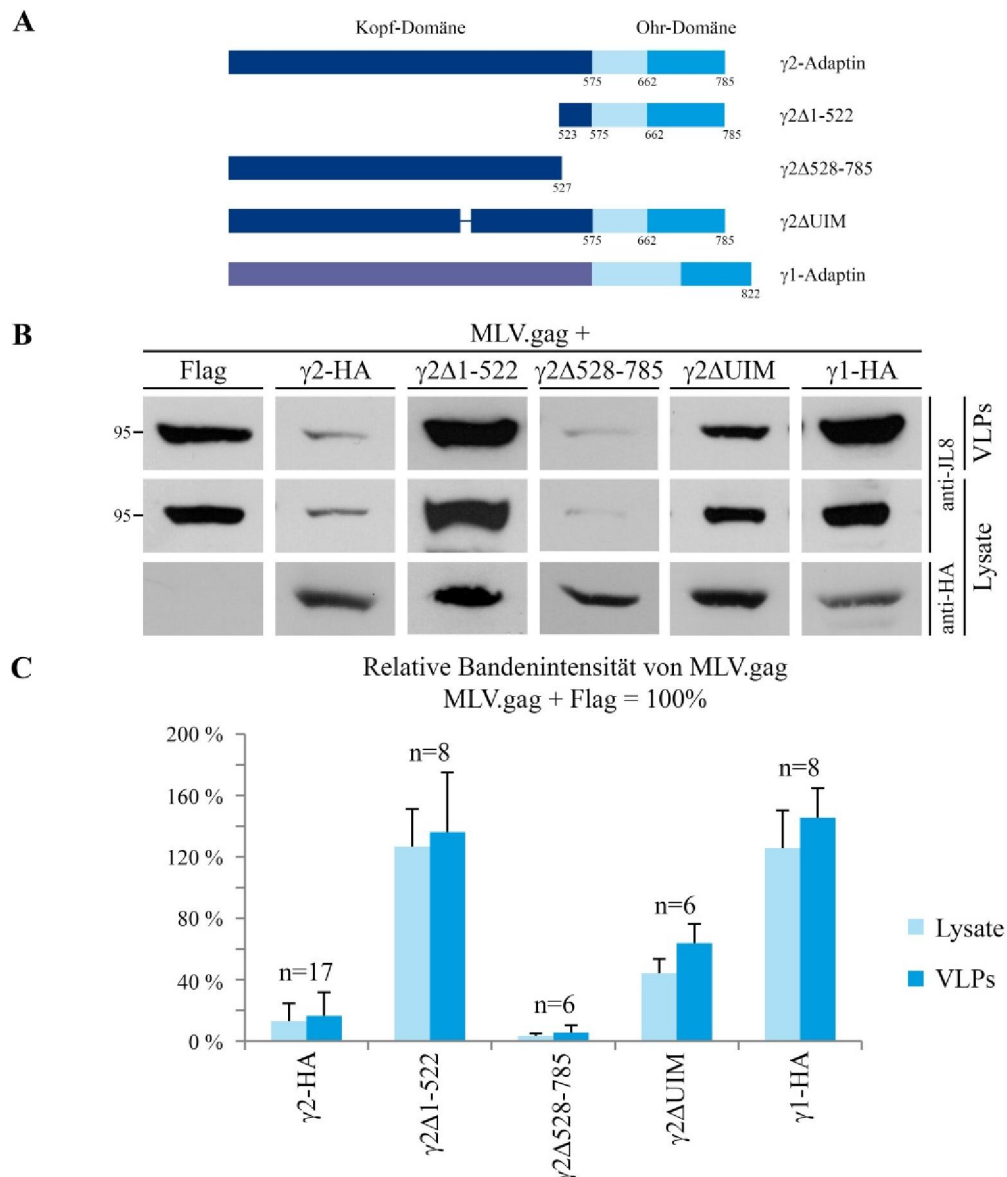 A
Kopf-Domäne Ohr-Domäne
γ2-Adaptin
575 662 785
γ2Δ1-522
523 575 662 785
γ2Δ528-785
527
γ2ΔUIM
575 662 785
γ1-Adaptin
822
B
MLV.gag +
Flag γ2-HA γ2Δ1-522 γ2Δ528-785 γ2ΔUIM γ1-HA
95
95
anti-JL8
anti-HA
VLPs
Lysate
C
Relative Bandenintensität von MLV.gag
MLV.gag + Flag = 100%
200 %
160 %
120 %
80 %
40 %
0 %
n=17
n=8
n=6
n=6
n=8
γ2-HA
γ2Δ1-522
γ2Δ528-785
γ2ΔUIM
γ1-HA
Lysate
VLPs